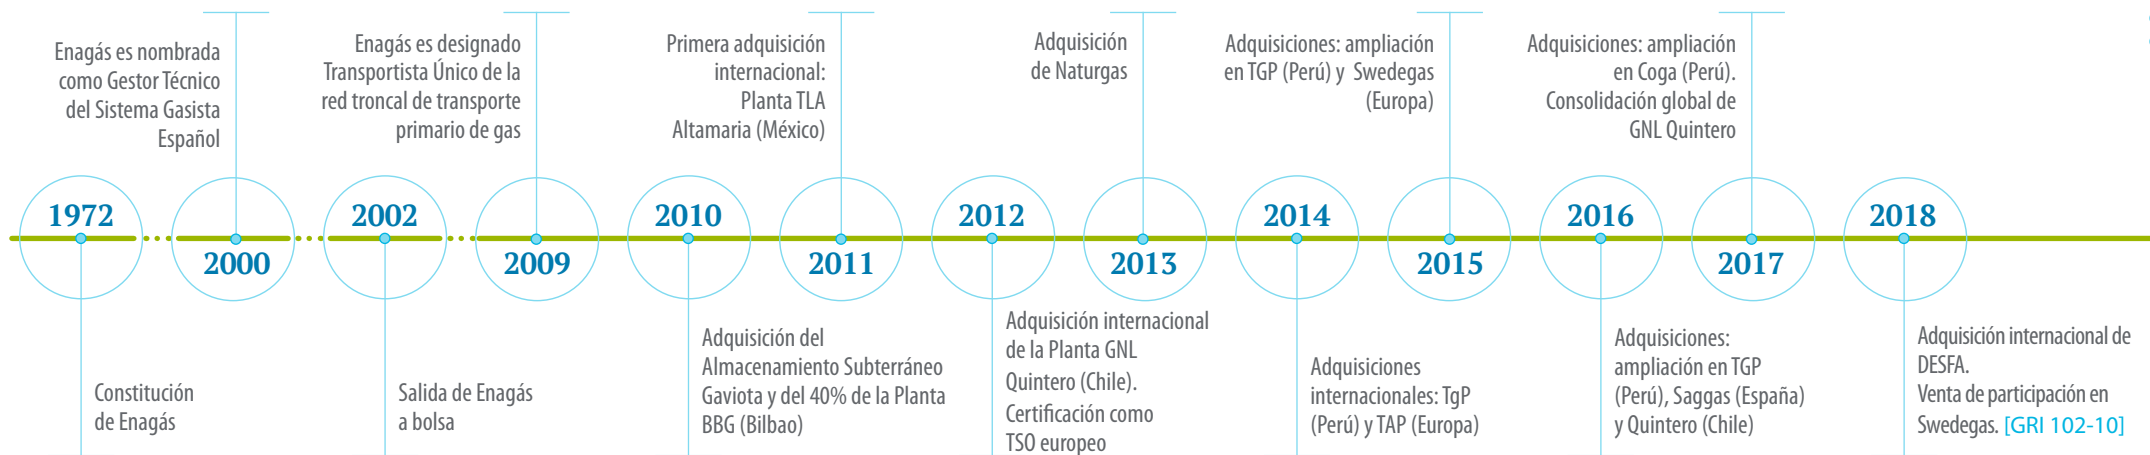 Enagás es nombrada
como Gestor Técnico
del Sistema Gasista
Español
Enagás es designado
Transportista Único de la
red troncal de transporte
primario de gas
Primera adquisición
internacional:
Planta TLA
Altamaria (México)
Adquisición
de Naturgas
Adquisiciones: ampliación
en TGP (Perú) y Swedegas
(Europa)
Adquisiciones: ampliación
en Coga (Perú).
Consolidación global de
GNL Quintero
1972
2000
2002
2009
2010
2011
2012
2013
2014
2015
2016
2017
2018
Constitución
de Enagás
Salida de Enagás
a bolsa
Adquisición del
Almacenamiento Subterráneo
Gaviota y del 40% de la Planta
BBG (Bilbao)
Adquisición internacional
de la Planta GNL
Quintero (Chile).
Certificación como
TSO europeo
Adquisiciones
internacionales: TgP
(Perú) y TAP (Europa)
Adquisiciones:
ampliación en TGP
(Perú), Saggas (España)
y Quintero (Chile)
Adquisición internacional de
DESFA.
Venta de participación en
Swedegas. [GRI 102-10]